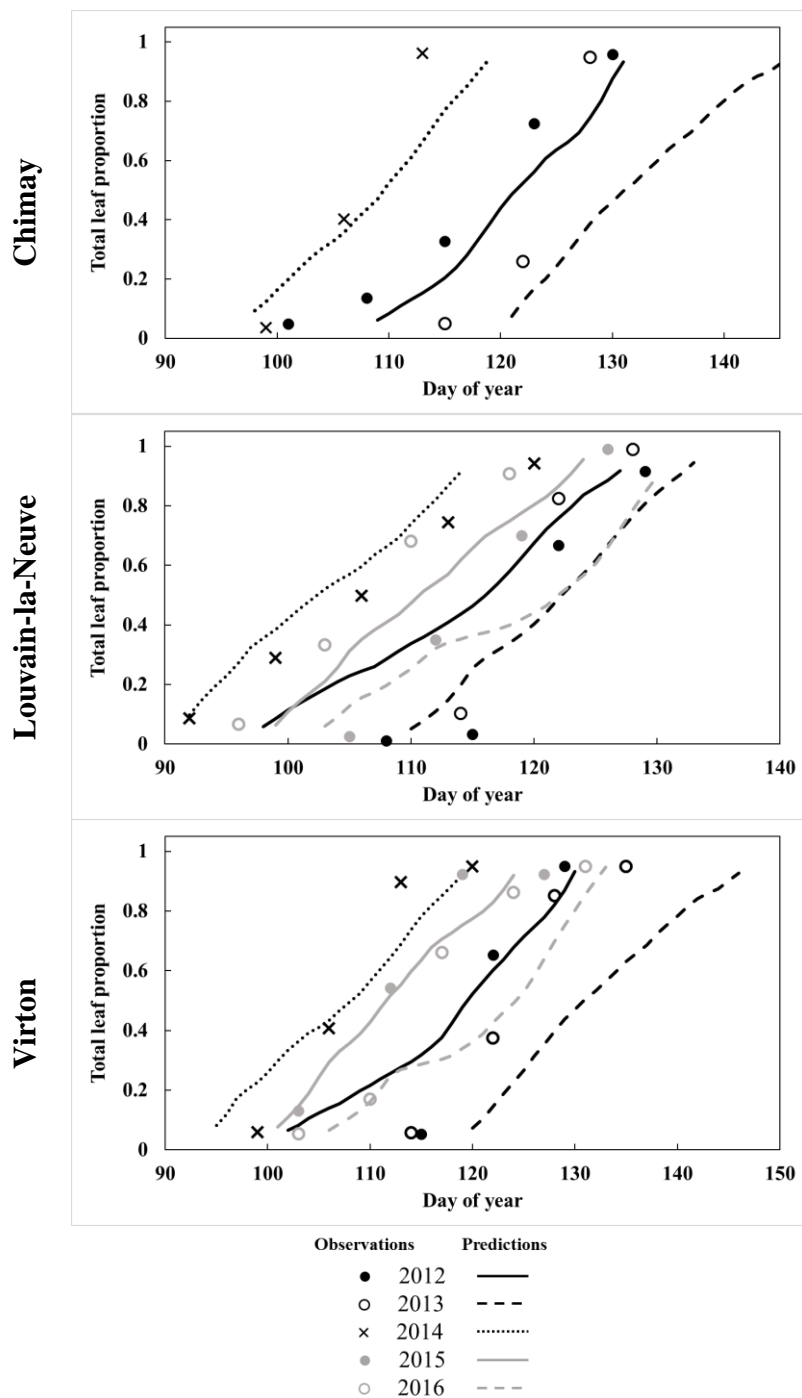 Chimay
Total leaf proportion
1
0.8
0.6
0.4
0.2
0
90 100 110 120 130 140
Day of year
Louvain-la-Neuve
Total leaf proportion
1
0.8
0.6
0.4
0.2
0
90 100 110 120 130 140
Day of year
Virton
Total leaf proportion
1
0.8
0.6
0.4
0.2
0
90 100 110 120 130 140 150
Day of year
Observations Predictions
2012
2013
2014
2015
2016